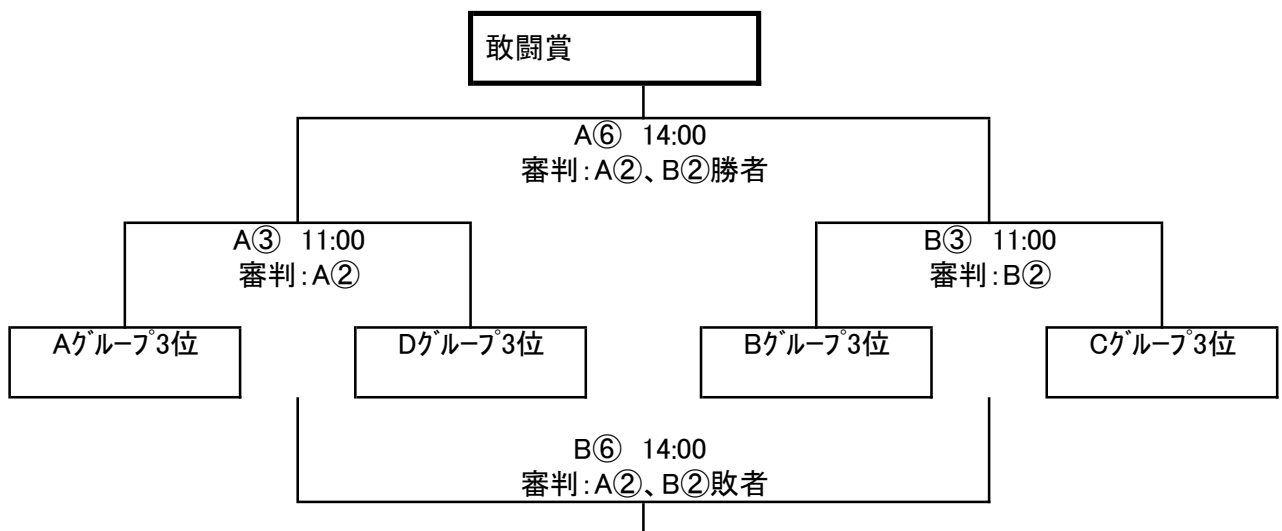 敢闘賞
A⑥ 14:00
審判：A②、B②勝者
A③ 11:00
審判：A②
B③ 11:00
審判：B②
Aｸﾞﾙｰﾌﾟ3位
Dｸﾞﾙｰﾌﾟ3位
Bｸﾞﾙｰﾌﾟ3位
Cｸﾞﾙｰﾌﾟ3位
B⑥ 14:00
審判：A②、B②敗者